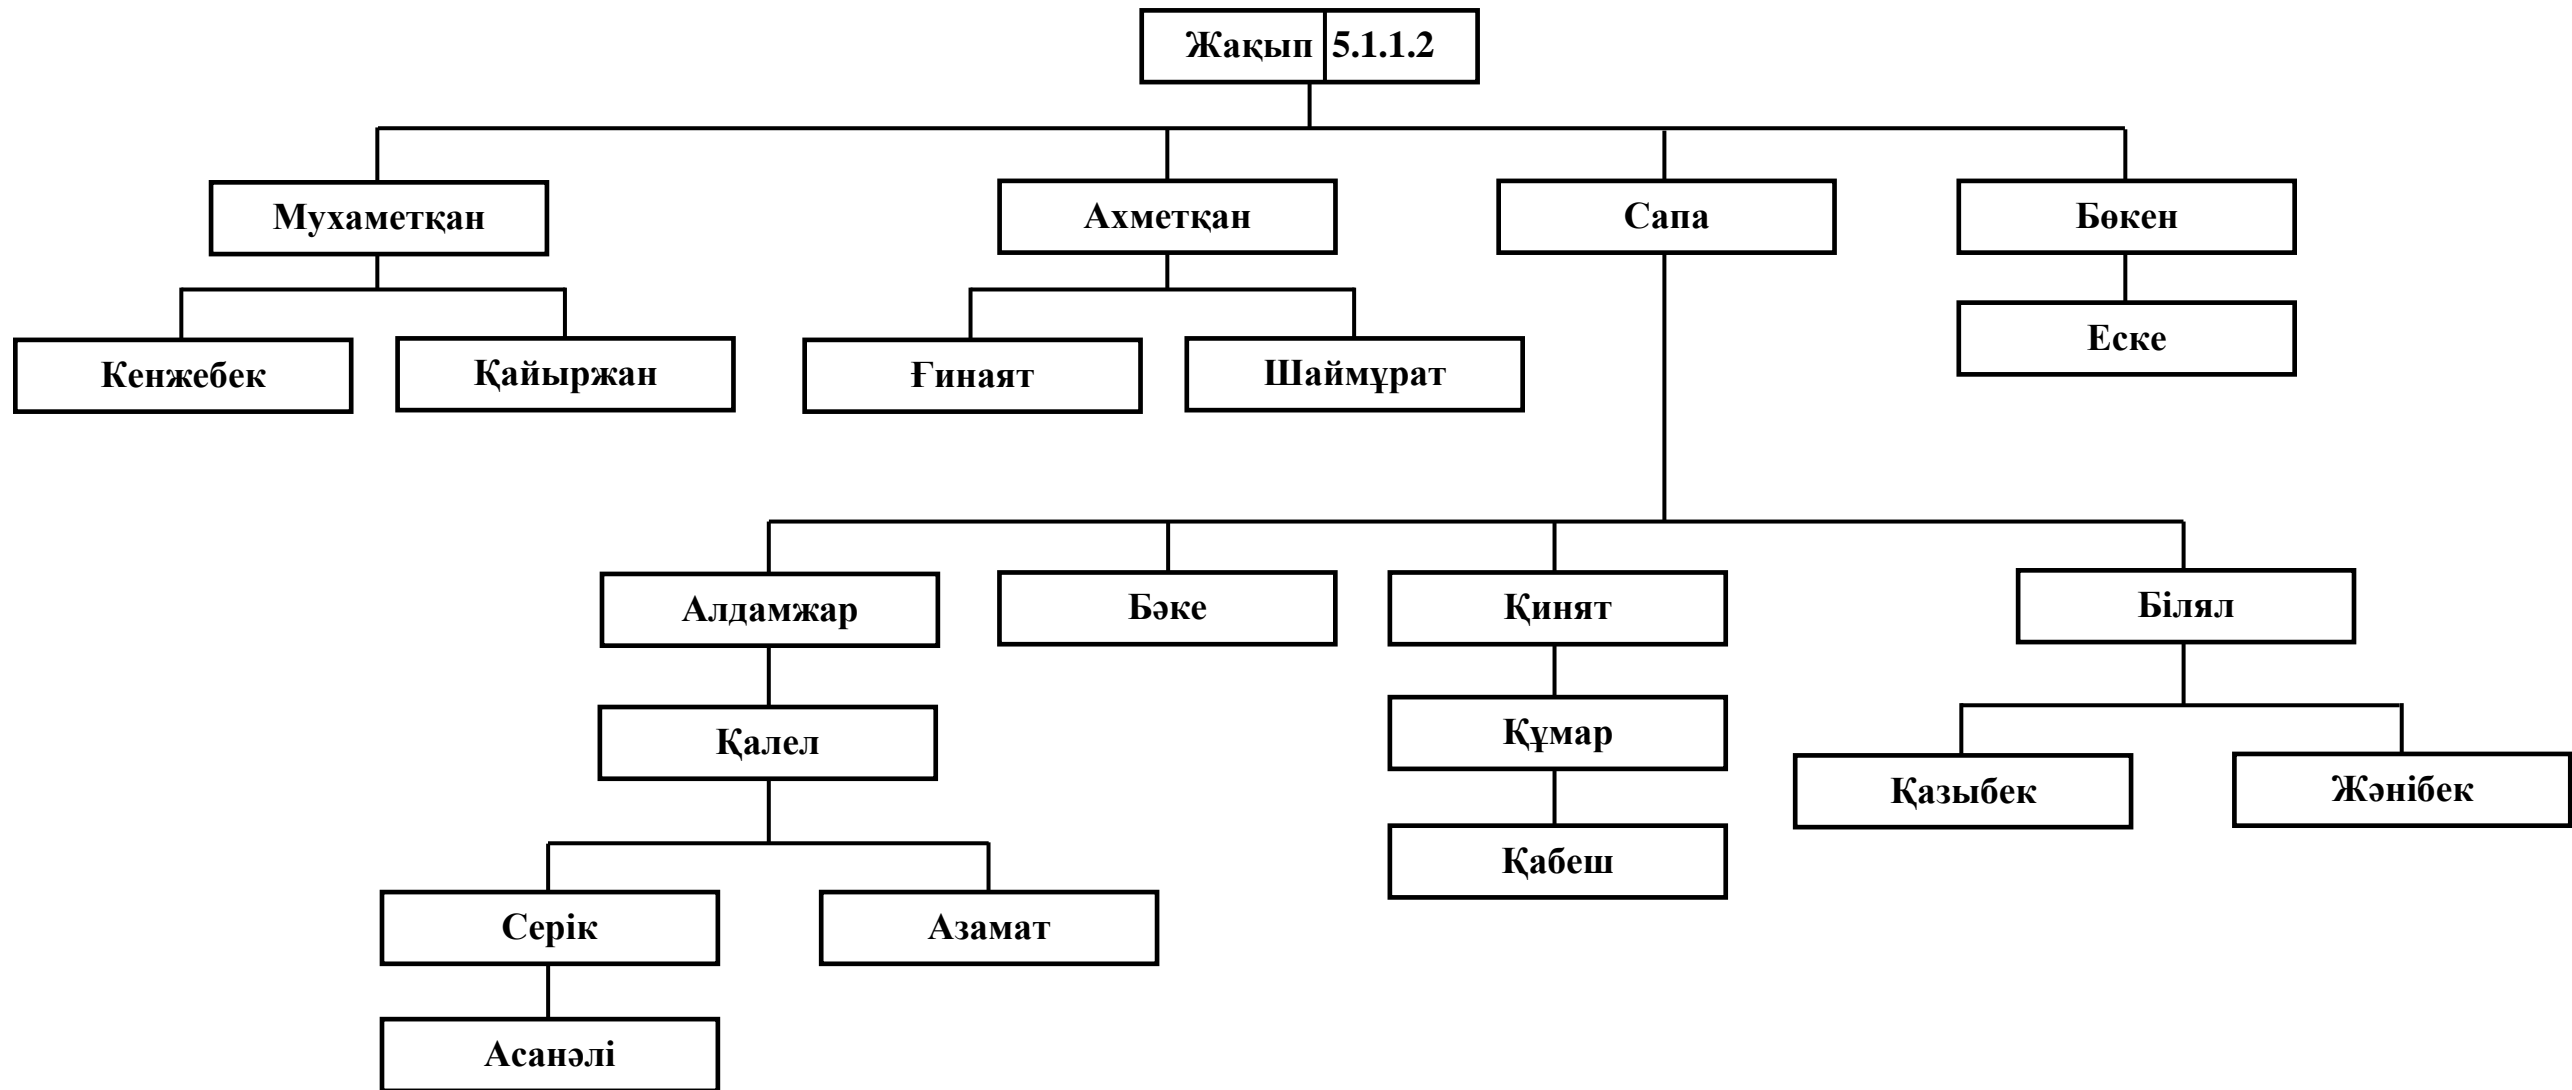 Жақып 5.1.1.2
Мухаметқан
Ахметқан
Сапа
Бөкен
Кенжебек
Қайыржан
Ғинаят
Шаймұрат
Еске
Алдамжар
Бәке
Қинят
Білял
Қалел
Құмар
Қазыбек
Жәнібек
Қабеш
Серік
Азамат
Асанәлі